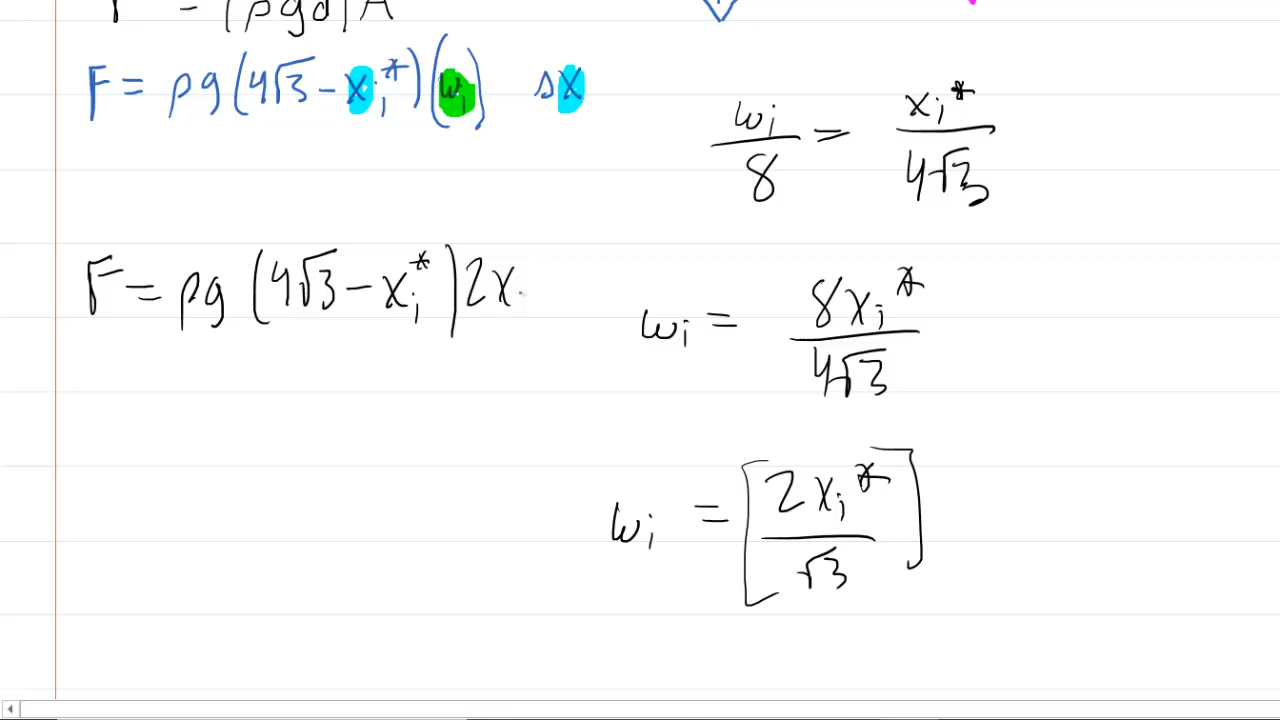 F = (ρgd)A
F = ρg(4√3 − xᵢ*)(wᵢ) Δx
wᵢ/8 = xᵢ*/4√3
F = ρg(4√3 − xᵢ*)2x
wᵢ = 8xᵢ*/4√3
wᵢ = [2xᵢ*/√3]